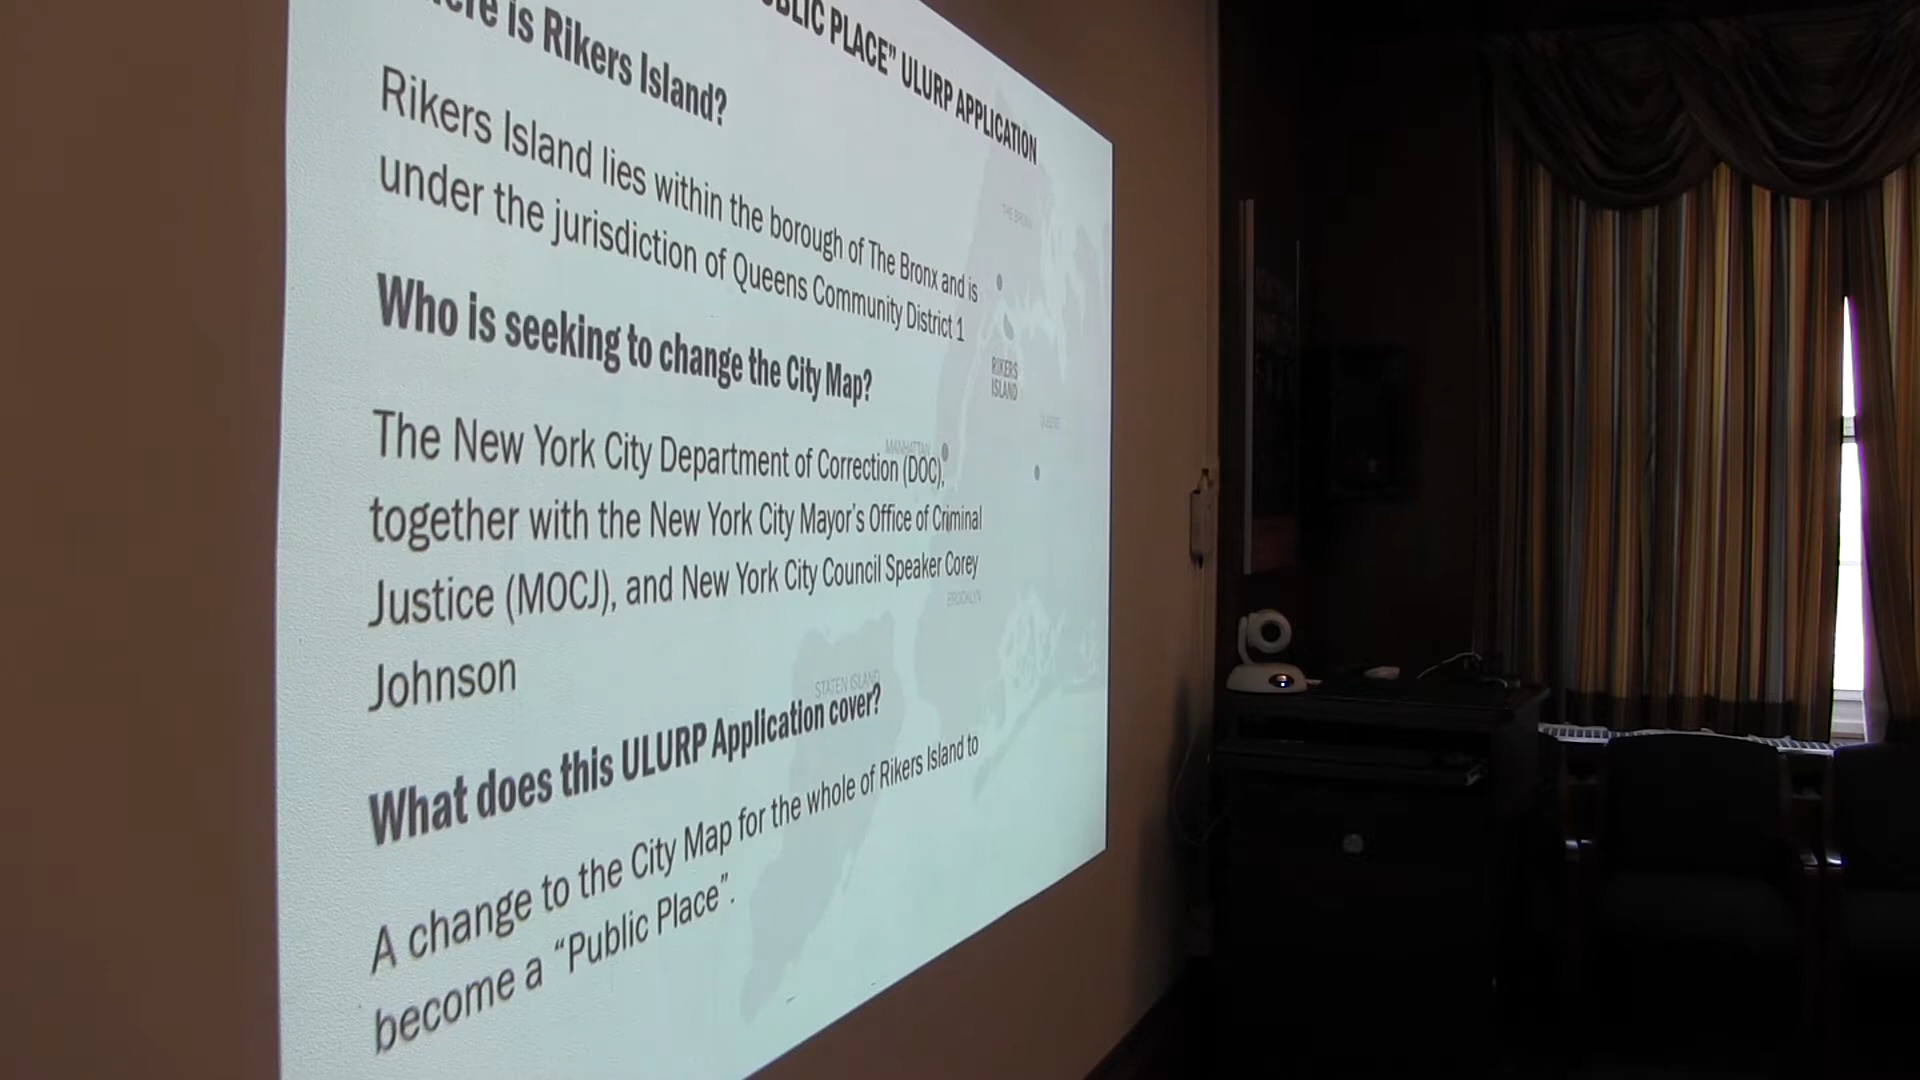 PLACE” ULURP APPLICATION
is Rikers Island?
Rikers Island lies within the borough of The Bronx and is
under the jurisdiction of Queens Community District 1
Who is seeking to change the City Map?
The New York City Department of Correction (DOC),
together with the New York City Mayor’s Office of Criminal
Justice (MOCJ), and New York City Council Speaker Corey
Johnson
What does this ULURP Application cover?
A change to the City Map for the whole of Rikers Island to
become a “Public Place”.
THE BRONX
RIKERS
ISLAND
QUEENS
MANHATTAN
BROOKLYN
STATEN ISLAND